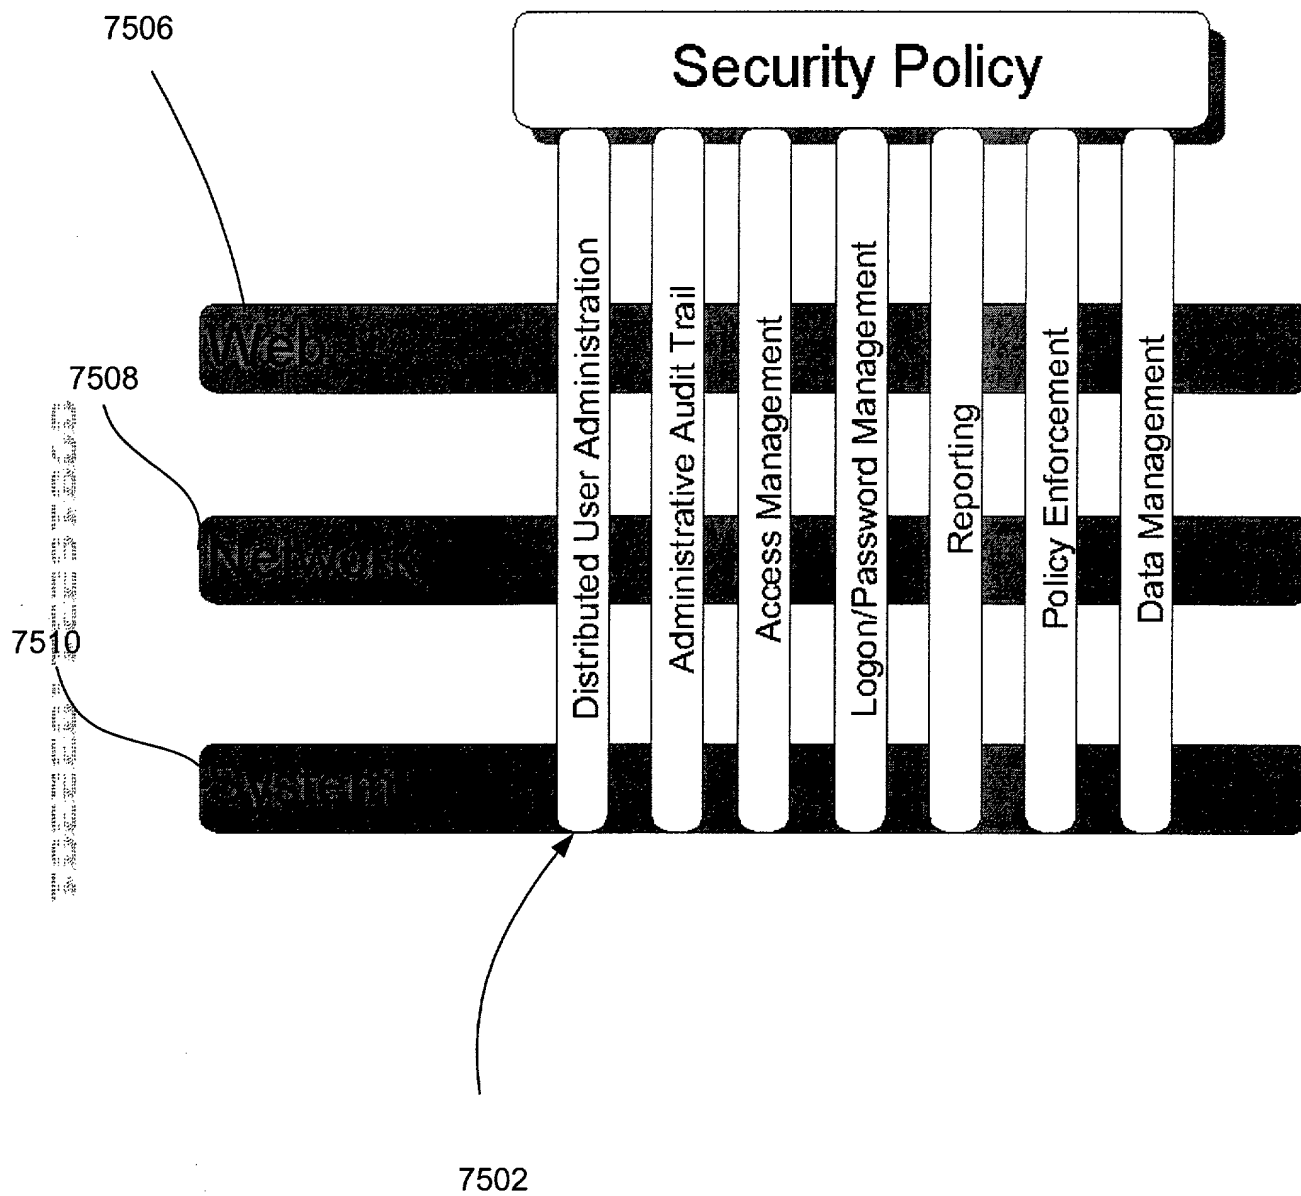 7506
Security Policy
Web
7508
Network
7510
System
Distributed User Administration
Administrative Audit Trail
Access Management
Logon/Password Management
Reporting
Policy Enforcement
Data Management
7502